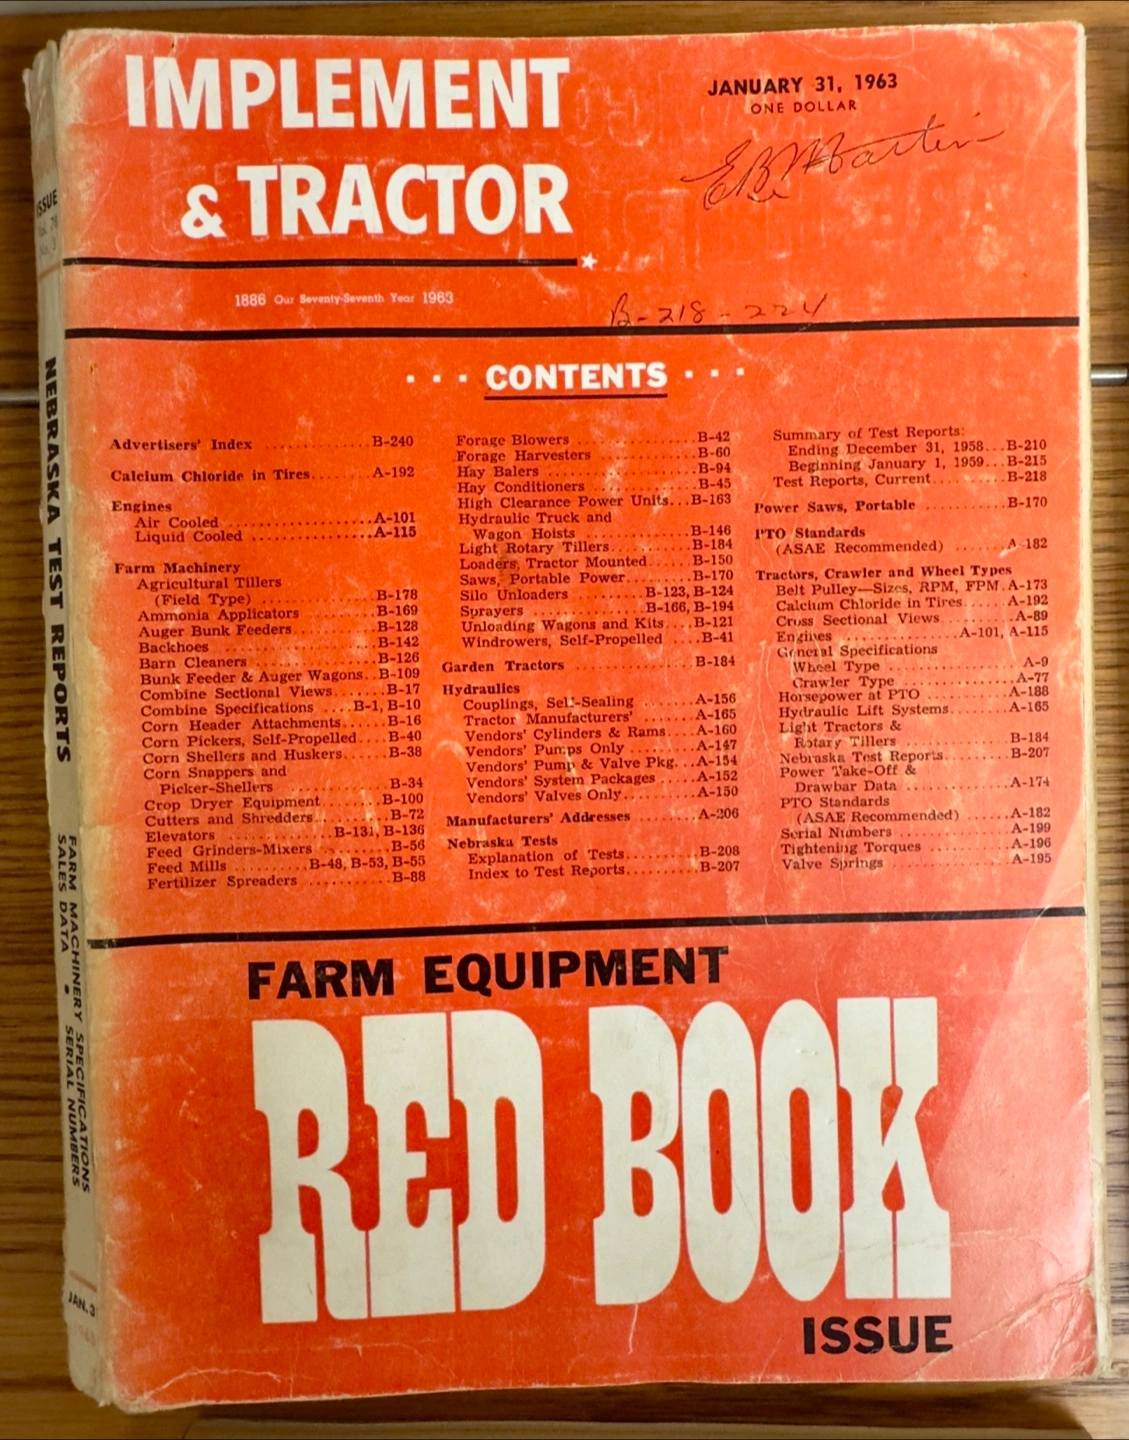 IMPLEMENT
& TRACTOR
JANUARY 31, 1963
ONE DOLLAR
E.B. Martin
1886 Our Seventy-Seventh Year 1963
B-218-224
... CONTENTS ...
Advertisers' Index .............. B-240
Calcium Chloride in Tires........ A-192
Engines
Air Cooled .................... A-101
Liquid Cooled ................ A-115
Farm Machinery
Agricultural Tillers
(Field Type) ................. B-178
Ammonia Applicators ......... B-169
Auger Bunk Feeders........... B-128
Backhoes ..................... B-142
Barn Cleaners ................ B-126
Bunk Feeder & Auger Wagons.. B-109
Combine Sectional Views....... B-17
Combine Specifications .... B-1, B-10
Corn Header Attachments...... B-16
Corn Pickers, Self-Propelled.... B-40
Corn Shellers and Huskers...... B-38
Corn Snappers and
Picker-Shellers .............. B-34
Crop Dryer Equipment........ B-100
Cutters and Shredders.......... B-72
Elevators ............. B-131, B-136
Feed Grinders-Mixers .......... B-56
Feed Mills .......... B-48, B-53, B-55
Fertilizer Spreaders ............ B-88
Forage Blowers ............... B-42
Forage Harvesters ............. B-60
Hay Balers ................... B-94
Hay Conditioners ............. B-45
High Clearance Power Units... B-163
Hydraulic Truck and
Wagon Hoists ............... B-146
Light Rotary Tillers........... B-184
Loaders, Tractor Mounted...... B-150
Saws, Portable Power.......... B-170
Silo Unloaders ......... B-123, B-124
Sprayers .............. B-166, B-194
Unloading Wagons and Kits.... B-121
Windrowers, Self-Propelled .... B-41
Garden Tractors .............. B-184
Hydraulics
Couplings, Self-Sealing ....... A-156
Tractor Manufacturers' ....... A-165
Vendors' Cylinders & Rams.... A-160
Vendors' Pumps Only ......... A-147
Vendors' Pump & Valve Pkg... A-154
Vendors' System Packages ..... A-152
Vendors' Valves Only.......... A-150
Manufacturers' Addresses ....... A-206
Nebraska Tests
Explanation of Tests.......... B-208
Index to Test Reports.......... B-207
Summary of Test Reports:
Ending December 31, 1958... B-210
Beginning January 1, 1959... B-215
Test Reports, Current.......... B-218
Power Saws, Portable .......... B-170
PTO Standards
(ASAE Recommended) ....... A-182
Tractors, Crawler and Wheel Types
Belt Pulley—Sizes, RPM, FPM. A-173
Calcium Chloride in Tires...... A-192
Cross Sectional Views .......... A-89
Engines ............... A-101, A-115
General Specifications
Wheel Type .................. A-9
Crawler Type ................ A-77
Horsepower at PTO ........... A-188
Hydraulic Lift Systems......... A-165
Light Tractors &
Rotary Tillers ............... B-184
Nebraska Test Reports......... B-207
Power Take-Off &
Drawbar Data ............... A-174
PTO Standards
(ASAE Recommended) ....... A-182
Serial Numbers ............... A-199
Tightening Torques ........... A-196
Valve Springs ................. A-195
FARM EQUIPMENT
RED BOOK
ISSUE
ISSUE
NEBRASKA TEST REPORTS
FARM MACHINERY SPECIFICATIONS
SALES DATA • SERIAL NUMBERS
JAN. 3